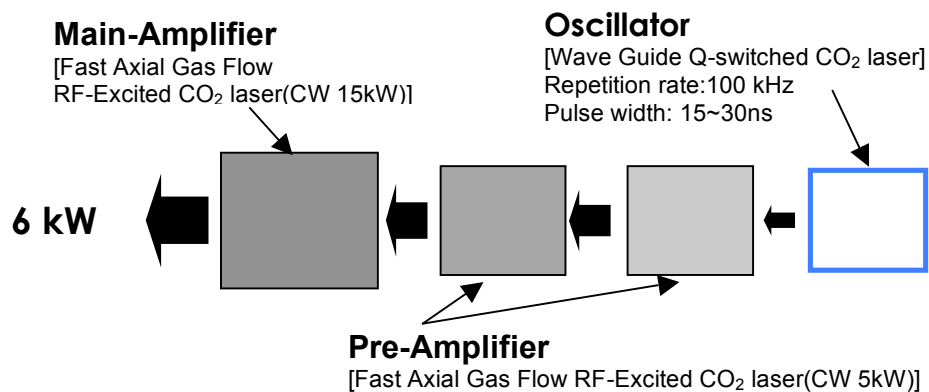 Main-Amplifier
[Fast Axial Gas Flow
RF-Excited CO₂ laser(CW 15kW)]
Oscillator
[Wave Guide Q-switched CO₂ laser]
Repetition rate:100 kHz
Pulse width: 15~30ns
6 kW
Pre-Amplifier
[Fast Axial Gas Flow RF-Excited CO₂ laser(CW 5kW)]